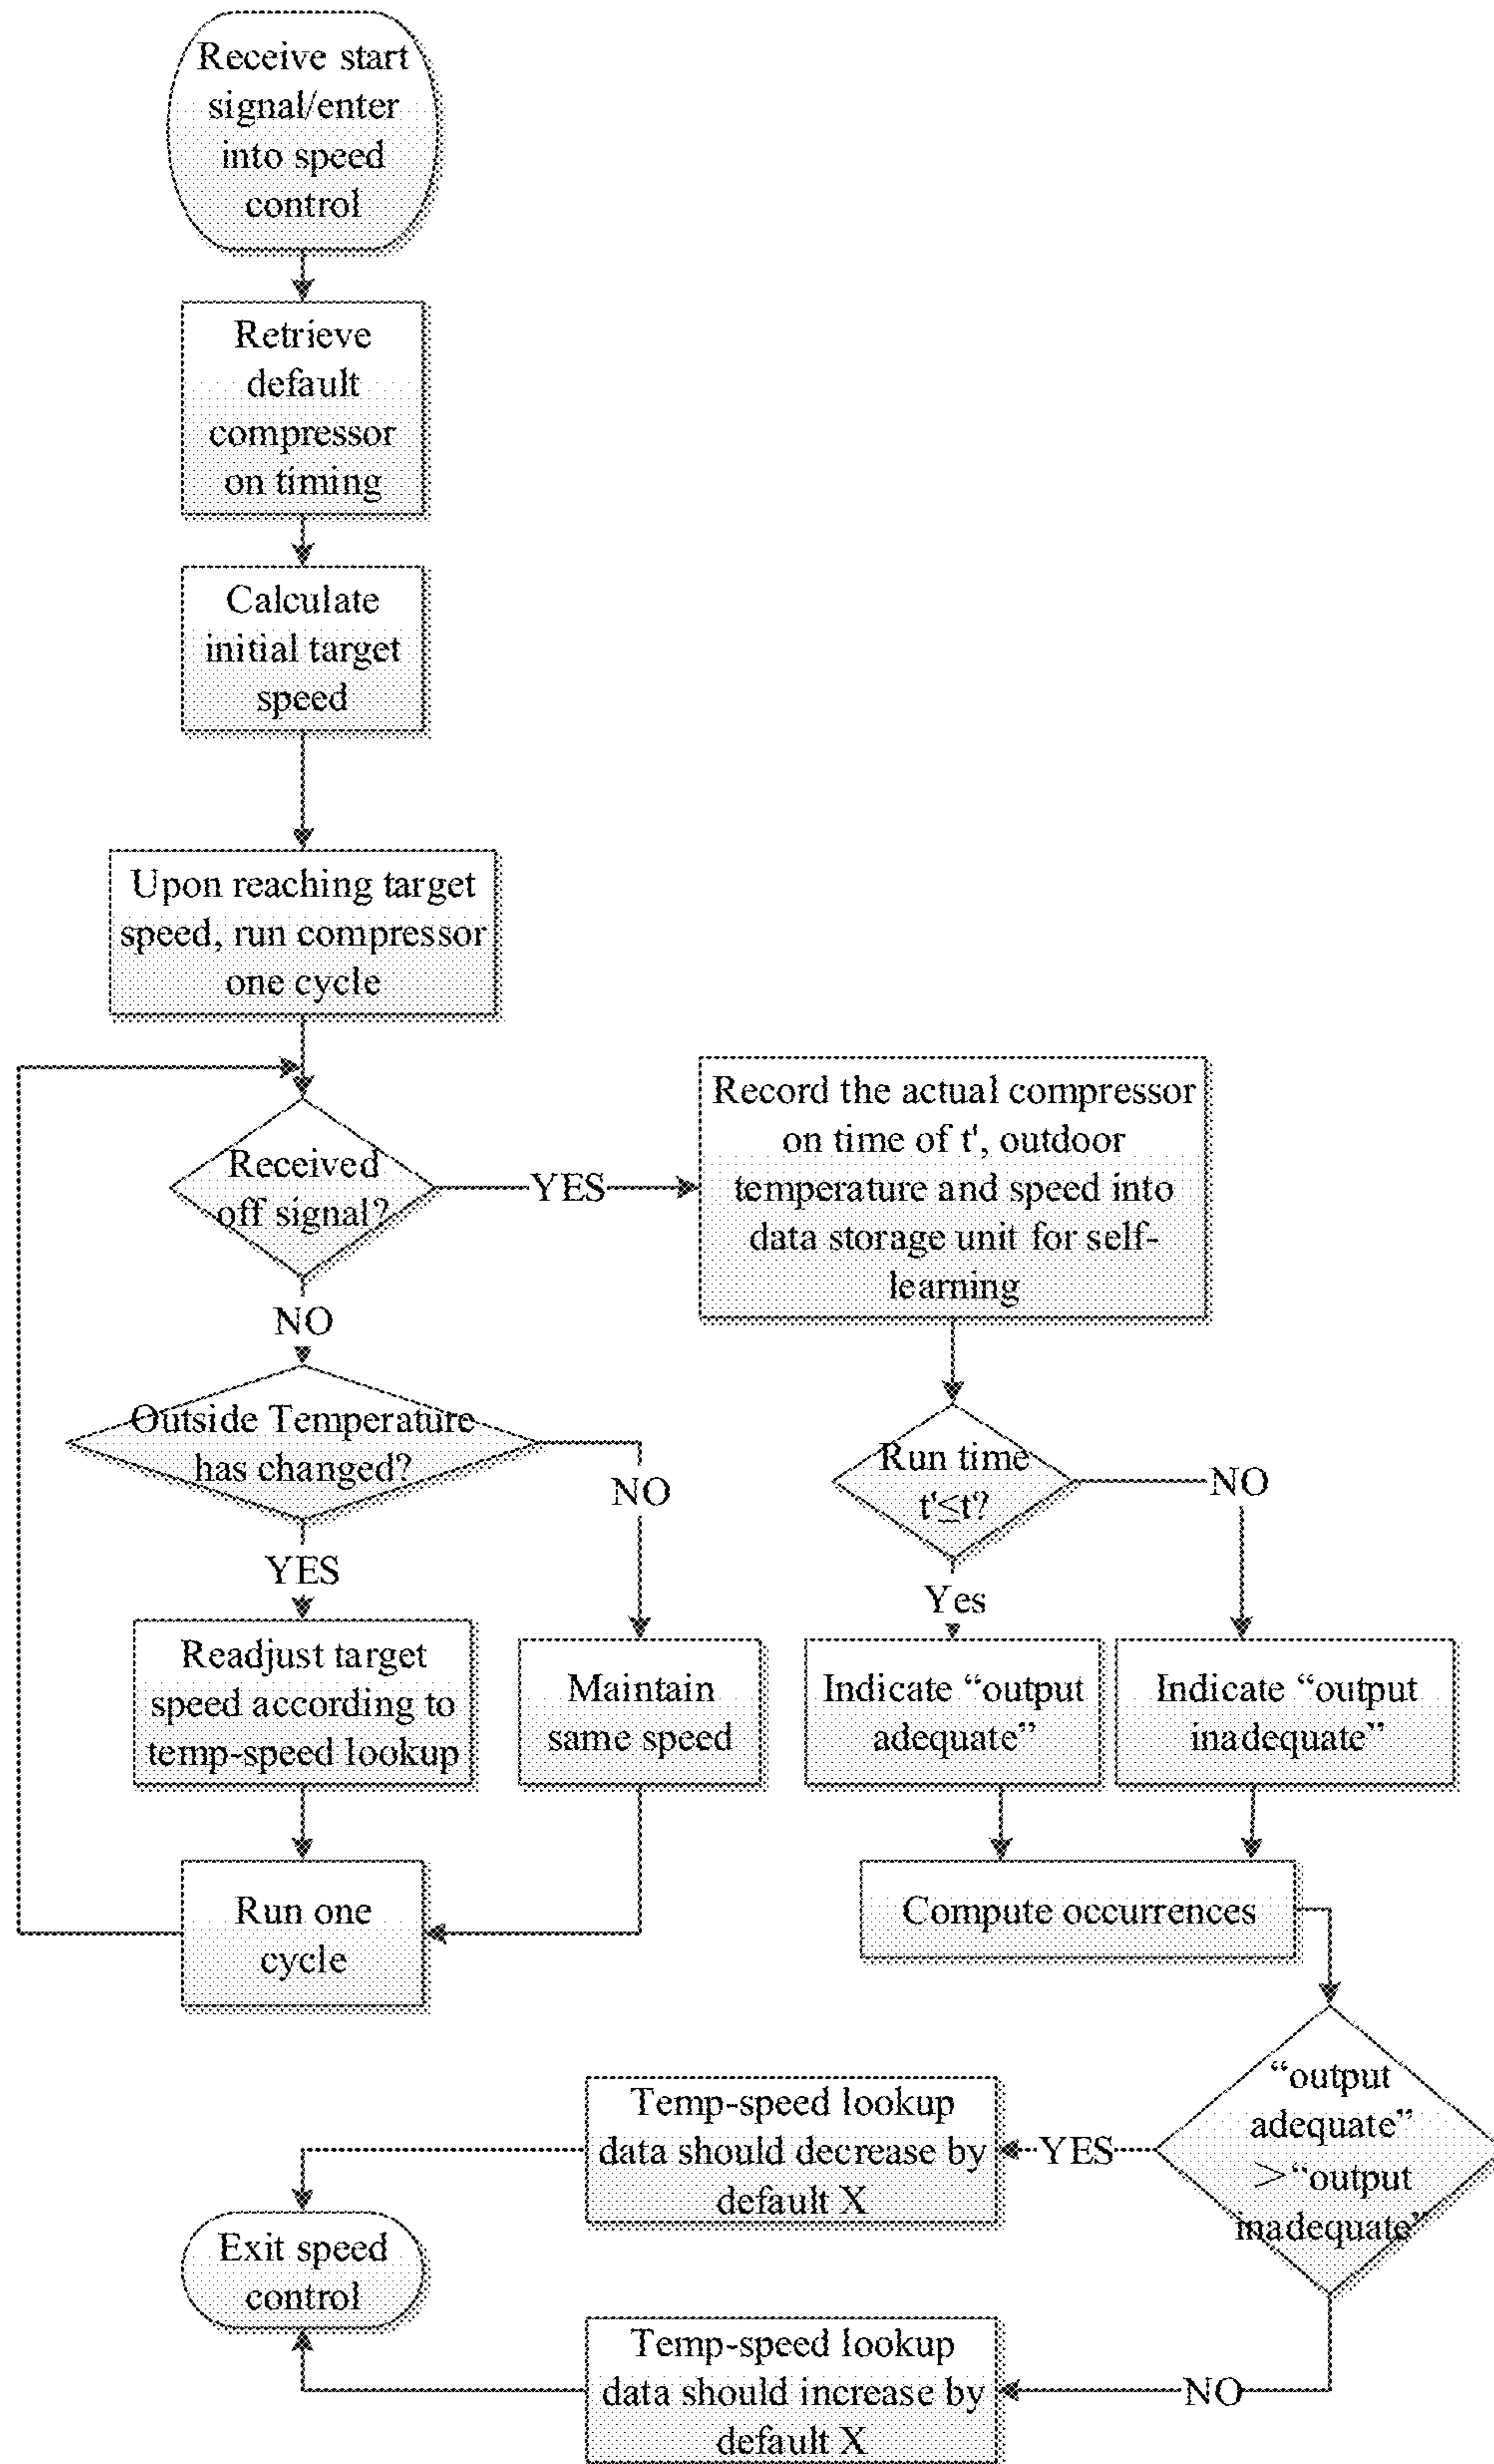 Receive start
signal/enter
into speed
control
Retrieve
default
compressor
on timing
Calculate
initial target
speed
Upon reaching target
speed, run compressor
one cycle
Received
off signal?
YES
Record the actual compressor
on time of t', outdoor
temperature and speed into
data storage unit for self-
learning
NO
Outside Temperature
has changed?
NO
YES
Readjust target
speed according to
temp-speed lookup
Maintain
same speed
Run one
cycle
Run time
t'≤t?
NO
Yes
Indicate “output
adequate”
Indicate “output
inadequate”
Compute occurrences
“output
adequate”
>“output
inadequate”
YES
Temp-speed lookup
data should decrease by
default X
Exit speed
control
NO
Temp-speed lookup
data should increase by
default X